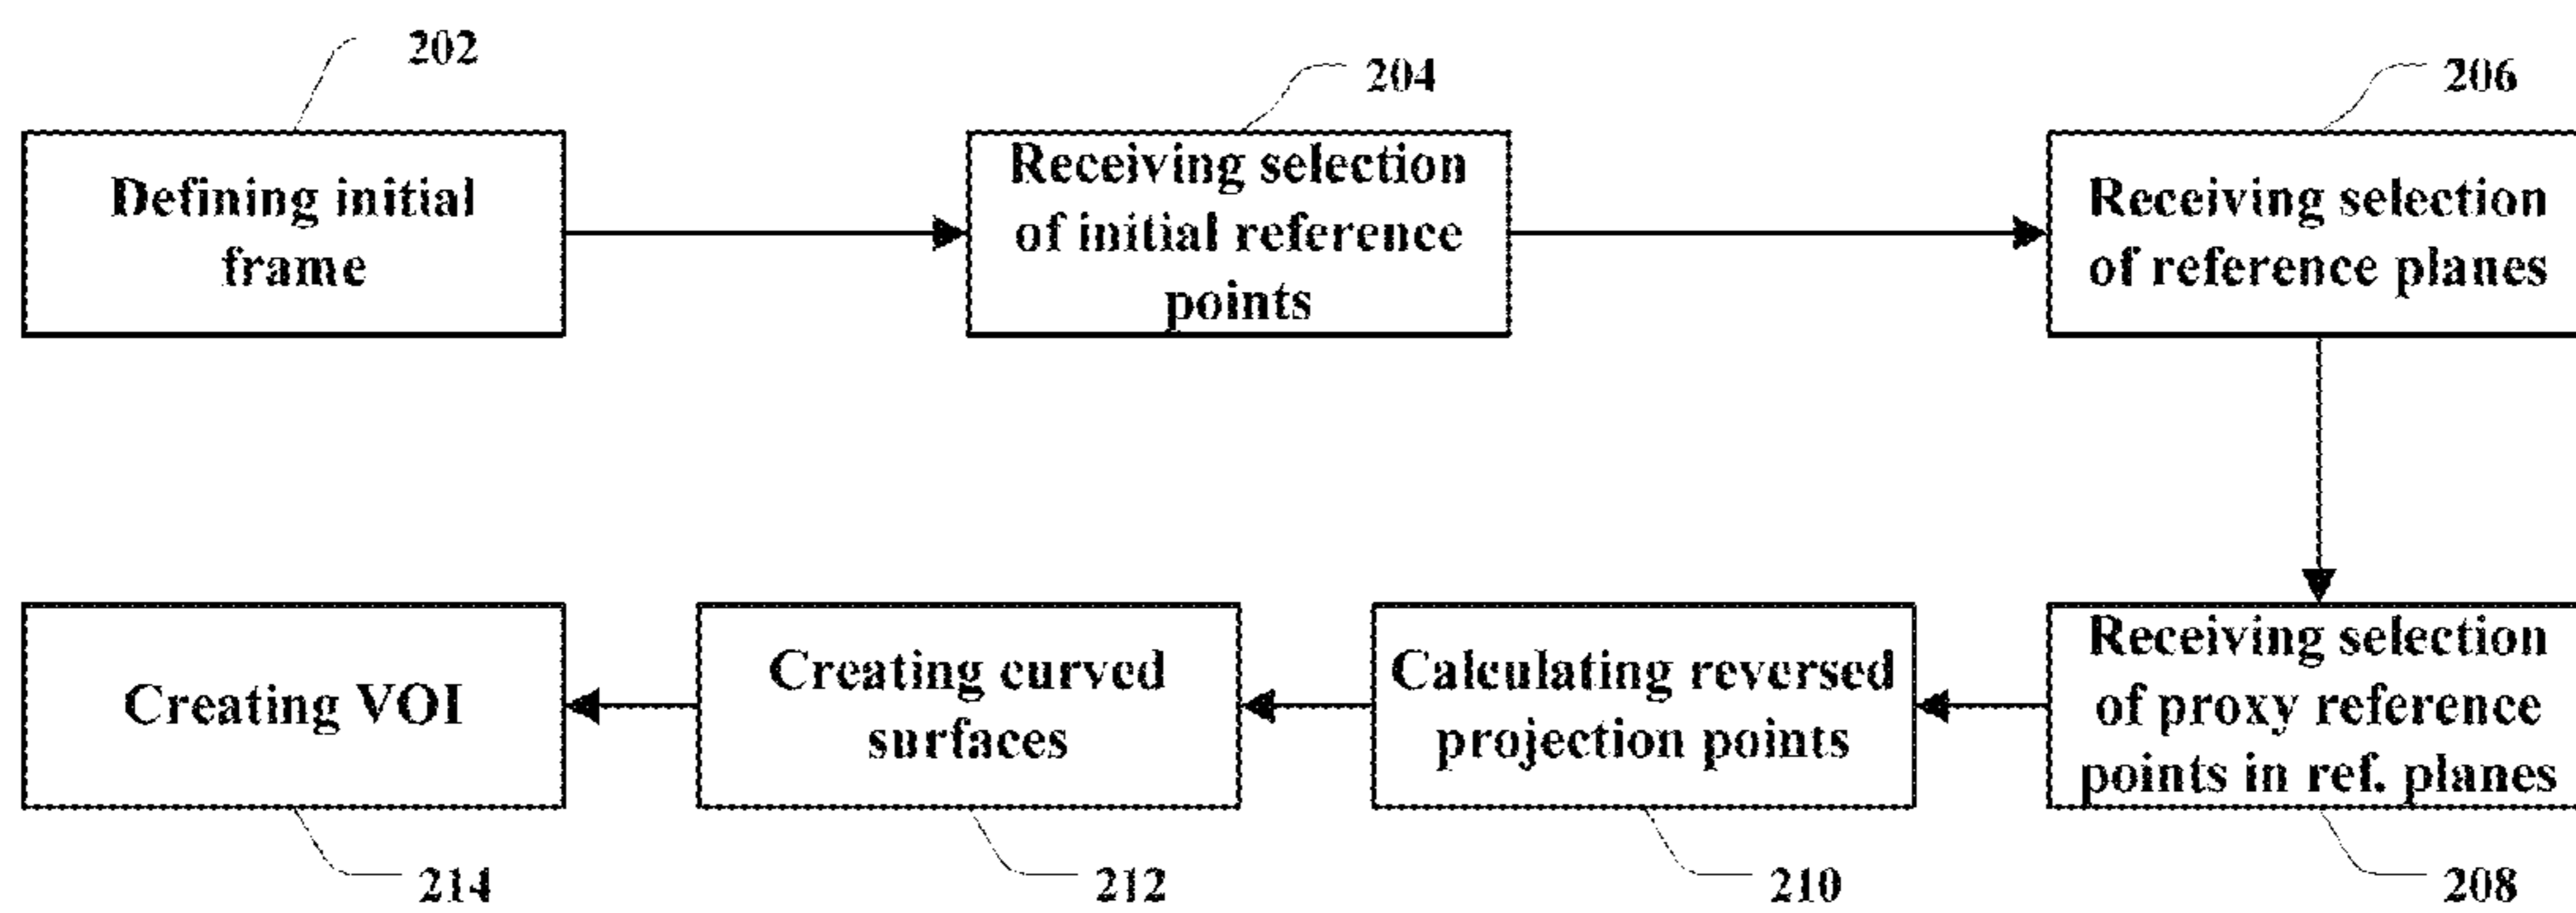 202
204
206
Defining initial
frame
Receiving selection
of initial reference
points
Receiving selection
of reference planes
Creating VOI
Creating curved
surfaces
Calculating reversed
projection points
Receiving selection
of proxy reference
points in ref. planes
214
212
210
208